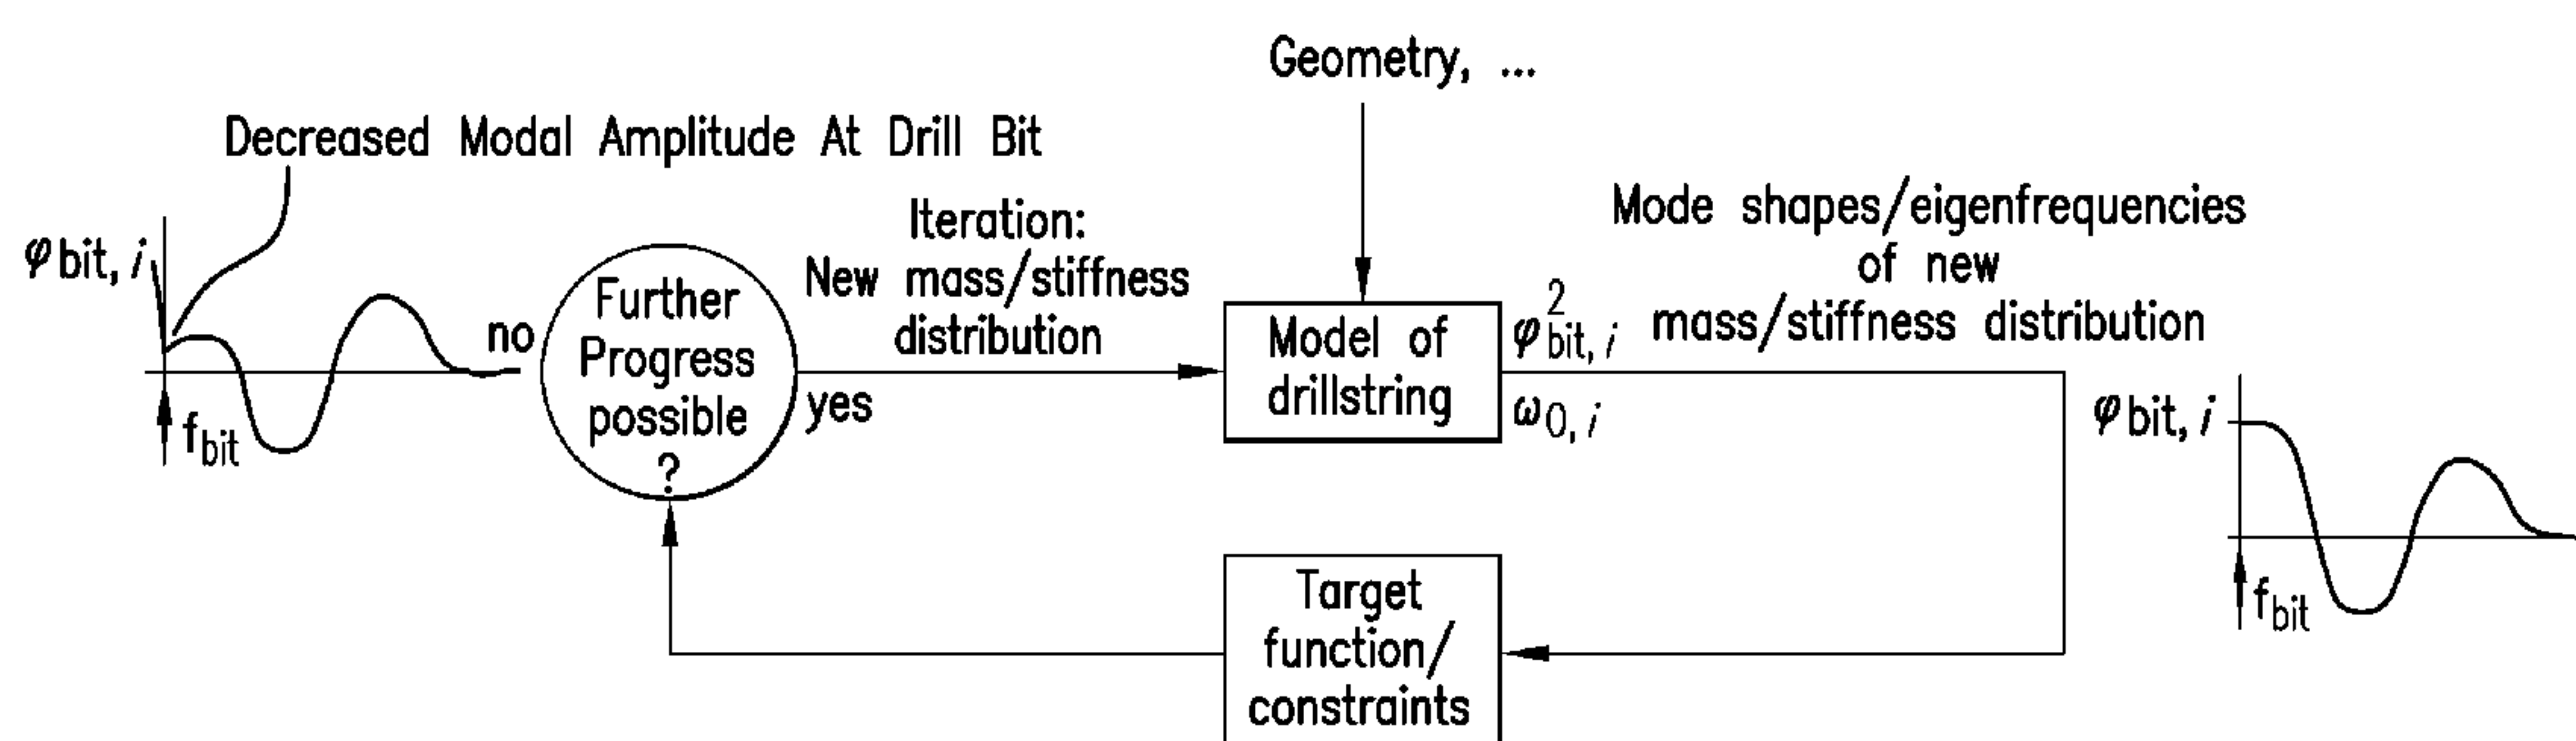 Geometry, ...
Decreased Modal Amplitude At Drill Bit
φbit, i
fbit
no
Further
Progress
possible
?
Iteration:
New mass/stiffness
distribution
yes
Model of
drillstring
φ²bit, i
ω0, i
Mode shapes/eigenfrequencies
of new
mass/stiffness distribution
φbit, i
fbit
Target
function/
constraints